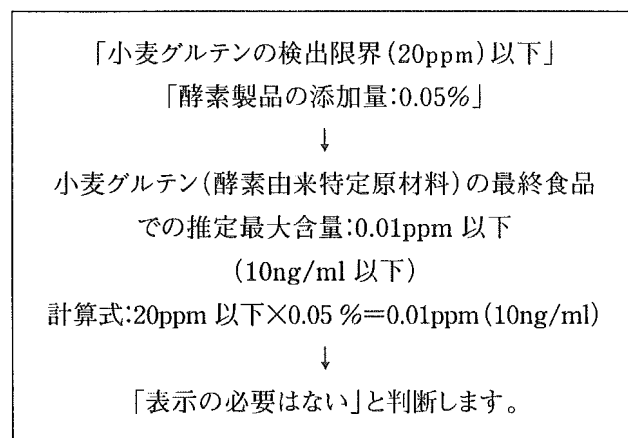 「小麦グルテンの検出限界(20ppm)以下」
「酵素製品の添加量:0.05%」
↓
小麦グルテン(酵素由来特定原材料)の最終食品
での推定最大含量:0.01ppm 以下
(10ng/ml 以下)
計算式:20ppm 以下×0.05 %=0.01ppm(10ng/ml)
↓
「表示の必要はない」と判断します。